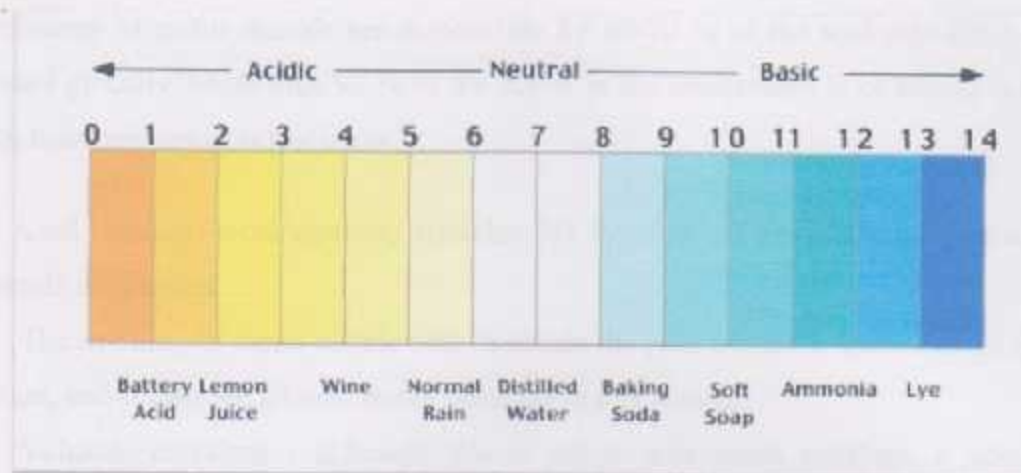 Acidic Neutral Basic
0 1 2 3 4 5 6 7 8 9 10 11 12 13 14
Battery Lemon Wine Normal Distilled Baking Soft Ammonia Lye
Acid Juice Rain Water Soda Soap